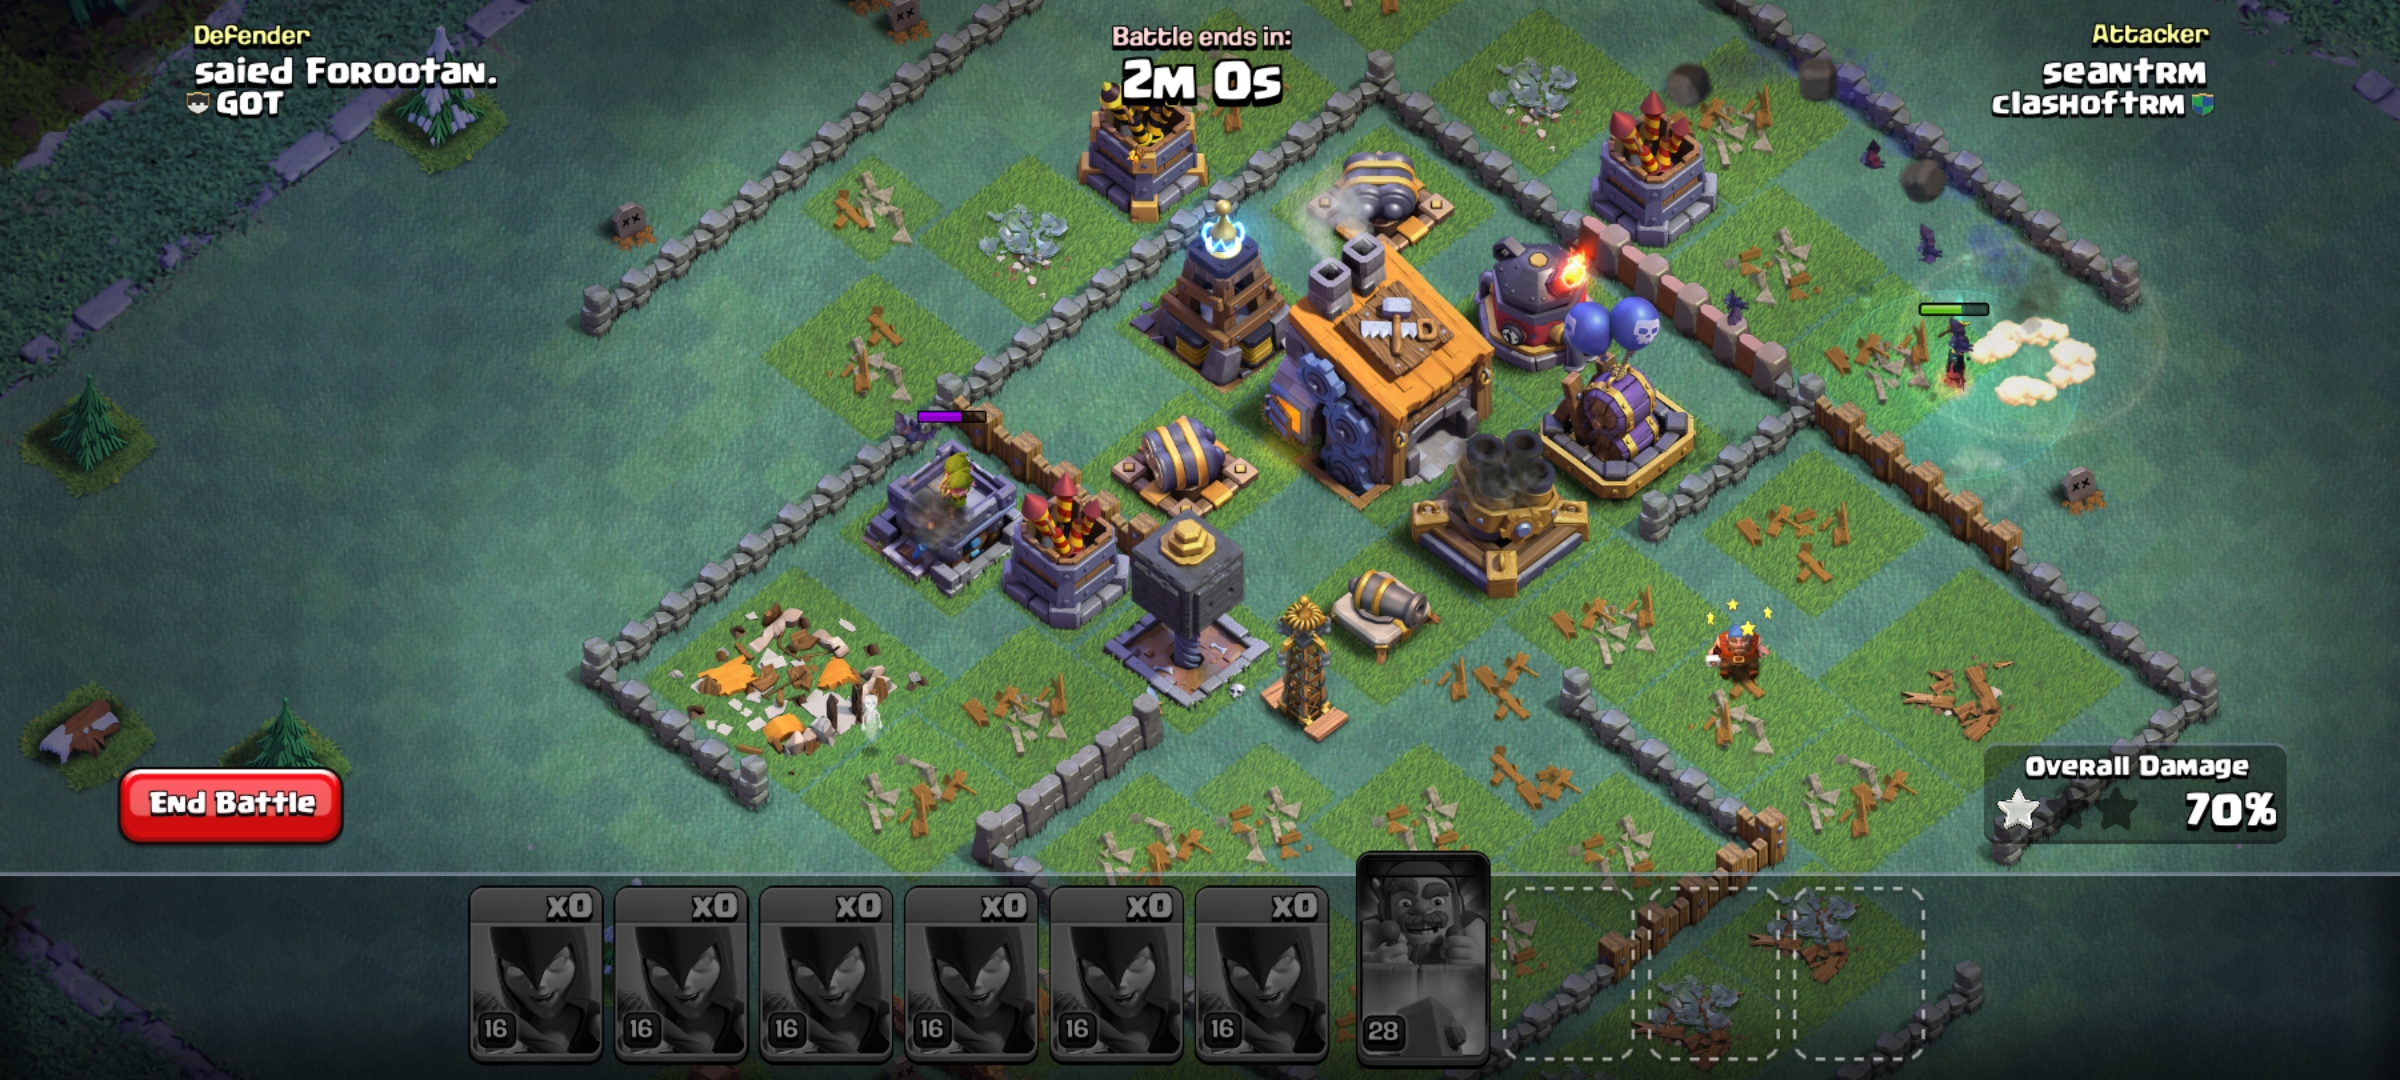 Defender
saied Forootan.
GOT
Battle ends in:
2M 0s
Attacker
seantRM
clashoftRM
End Battle
Overall Damage
70%
x0
x0
x0
x0
x0
x0
16
16
16
16
16
16
28